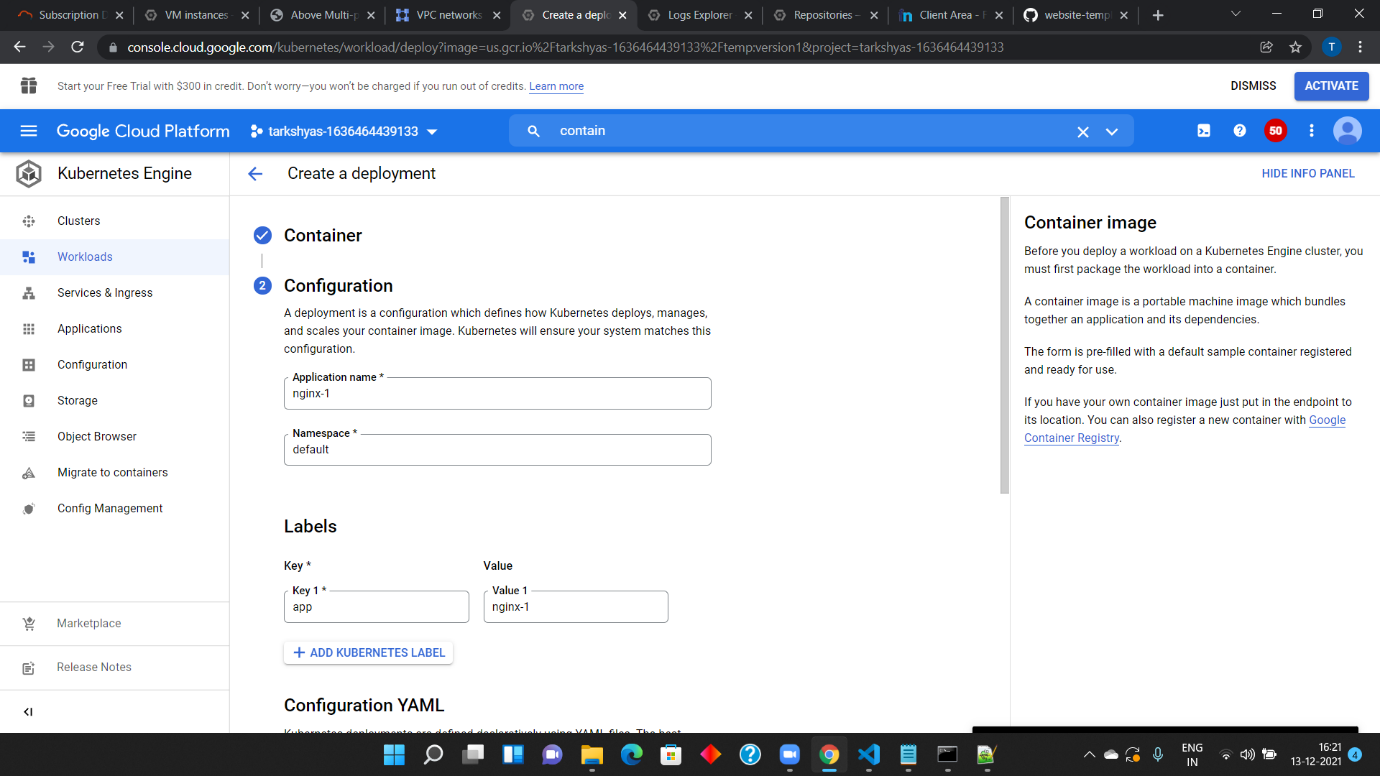 Subscription D
VM instances
Above Multi-p
VPC networks
Create a deplo
Logs Explorer
Repositories –
Client Area -
website-templ
console.cloud.google.com/kubernetes/workload/deploy?image=us.gcr.io%2Ftarkshyas-1636464439133%2Ftemp:version1&project=tarkshyas-1636464439133
T
Start your Free Trial with $300 in credit. Don't worry—you won't be charged if you run out of credits. Learn more
DISMISS
ACTIVATE
Google Cloud Platform
tarkshyas-1636464439133
contain
50
Kubernetes Engine
Create a deployment
HIDE INFO PANEL
Clusters
Workloads
Services & Ingress
Applications
Configuration
Storage
Object Browser
Migrate to containers
Config Management
Marketplace
Release Notes
Container
2
Configuration
A deployment is a configuration which defines how Kubernetes deploys, manages,
and scales your container image. Kubernetes will ensure your system matches this
configuration.
Application name *
nginx-1
Namespace *
default
Labels
Key *
Value
Key 1 *
app
Value 1
nginx-1
+ ADD KUBERNETES LABEL
Configuration YAML
Kubernetes deployments are defined declaratively using YAML files. The best
Container image
Before you deploy a workload on a Kubernetes Engine cluster, you
must first package the workload into a container.
A container image is a portable machine image which bundles
together an application and its dependencies.
The form is pre-filled with a default sample container registered
and ready for use.
If you have your own container image just put in the endpoint to
its location. You can also register a new container with Google
Container Registry.
ENG
IN
16:21
13-12-2021
4